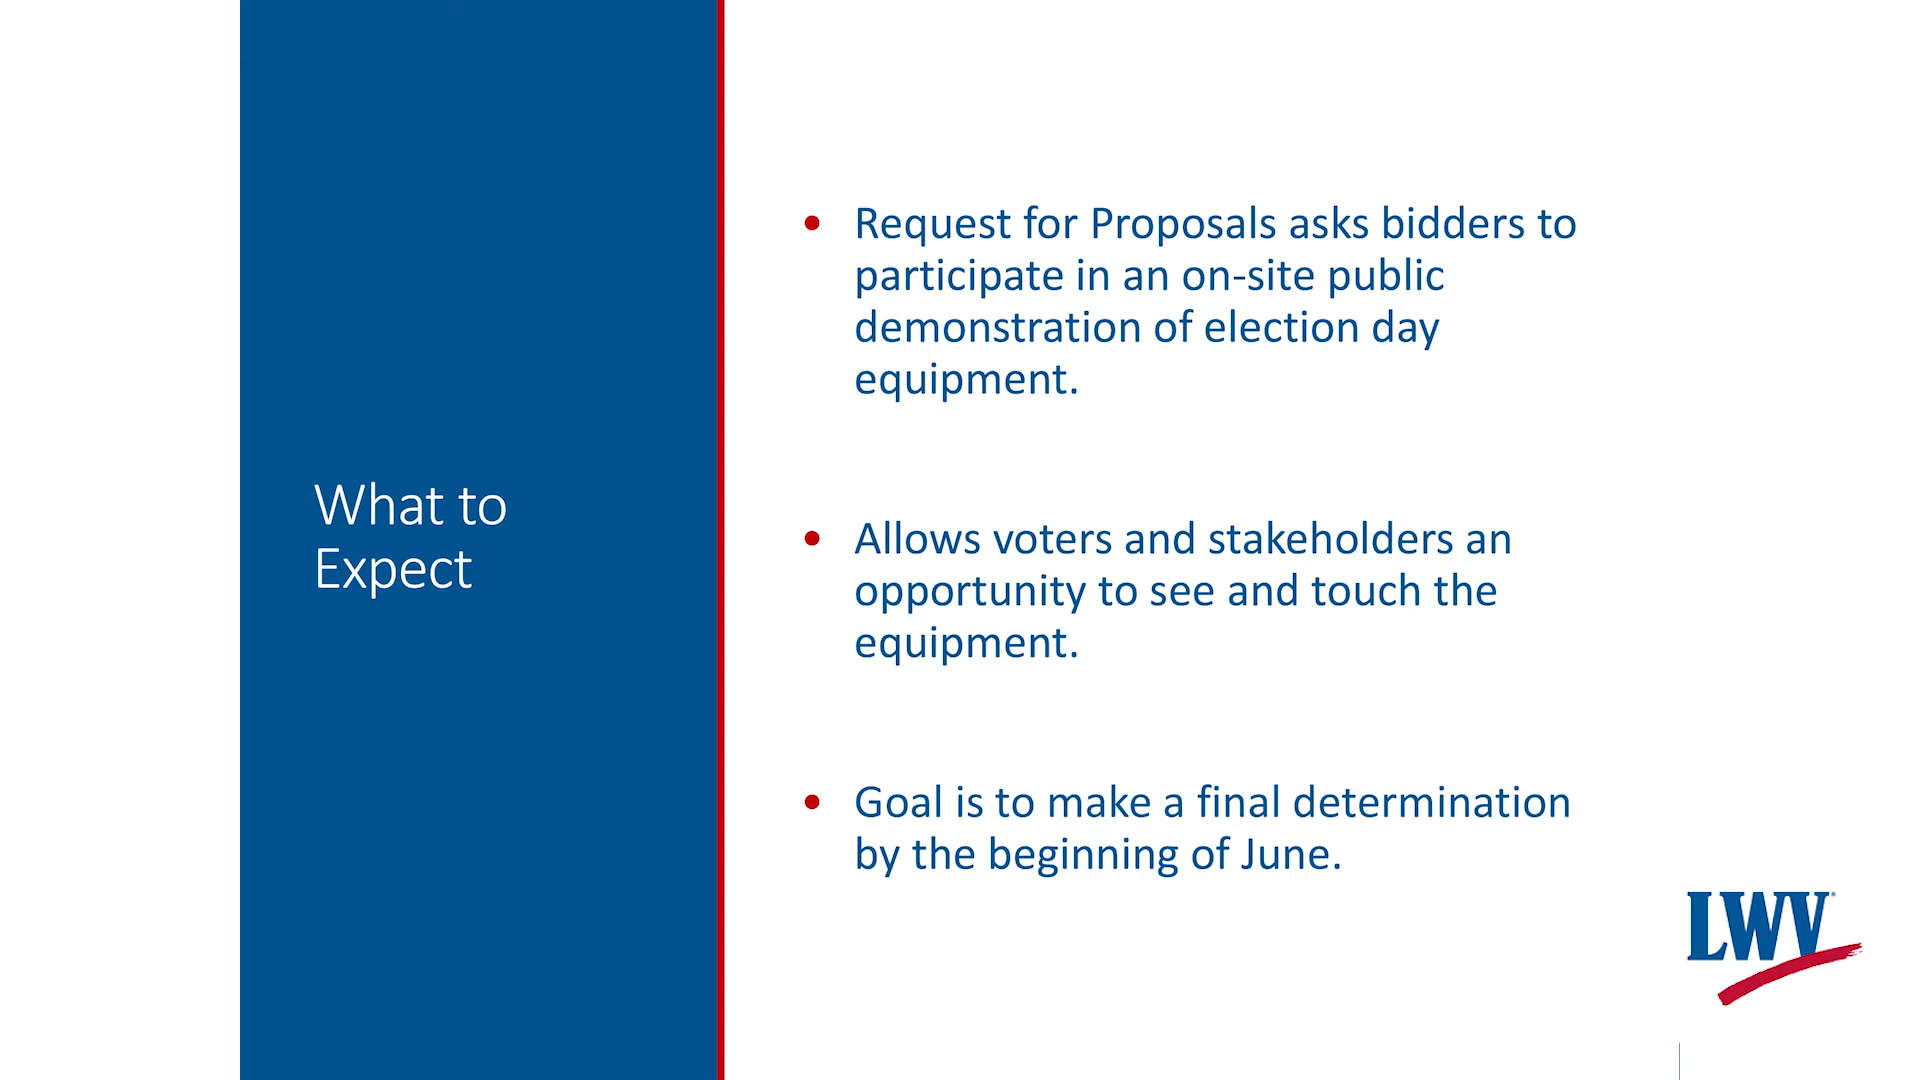 What to
Expect
• Request for Proposals asks bidders to
participate in an on-site public
demonstration of election day
equipment.
• Allows voters and stakeholders an
opportunity to see and touch the
equipment.
• Goal is to make a final determination
by the beginning of June.
LWV